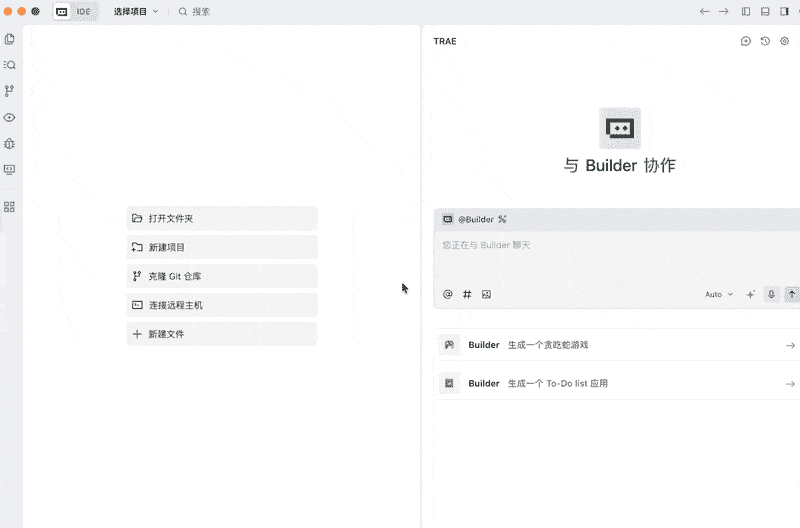 IDE 选择项目 搜索
TRAE
与 Builder 协作
打开文件夹
新建项目
克隆 Git 仓库
连接远程主机
新建文件
@Builder
您正在与 Builder 聊天
Auto
Builder 生成一个贪吃蛇游戏
Builder 生成一个 To-Do list 应用